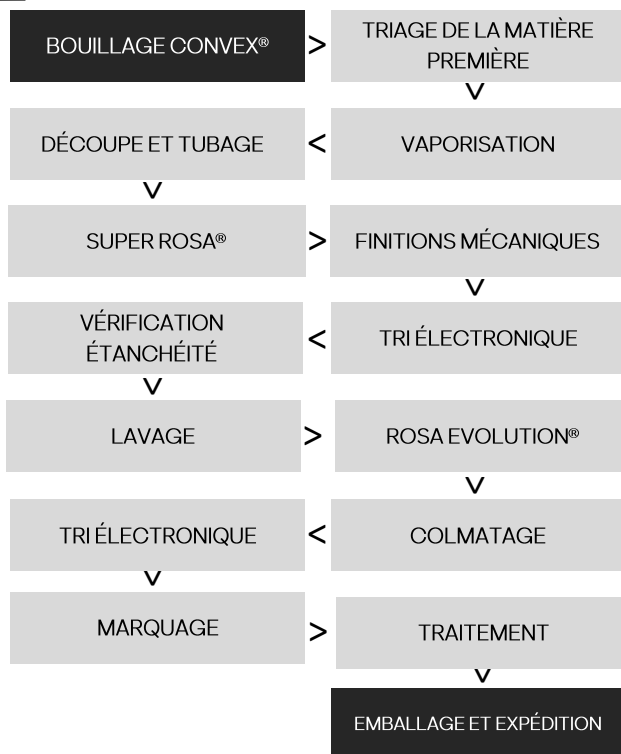 BOUILLAGE CONVEX®
>
TRIAGE DE LA MATIÈRE
PREMIÈRE
>
DÉCOUPE ET TUBAGE
<
VAPORISATION
>
SUPER ROSA®
>
FINITIONS MÉCANIQUES
>
VÉRIFICATION
ÉTANCHÉITÉ
<
TRI ÉLECTRONIQUE
>
LAVAGE
>
ROSA EVOLUTION®
>
TRI ÉLECTRONIQUE
<
COLMATAGE
>
MARQUAGE
>
TRAITEMENT
>
EMBALLAGE ET EXPÉDITION